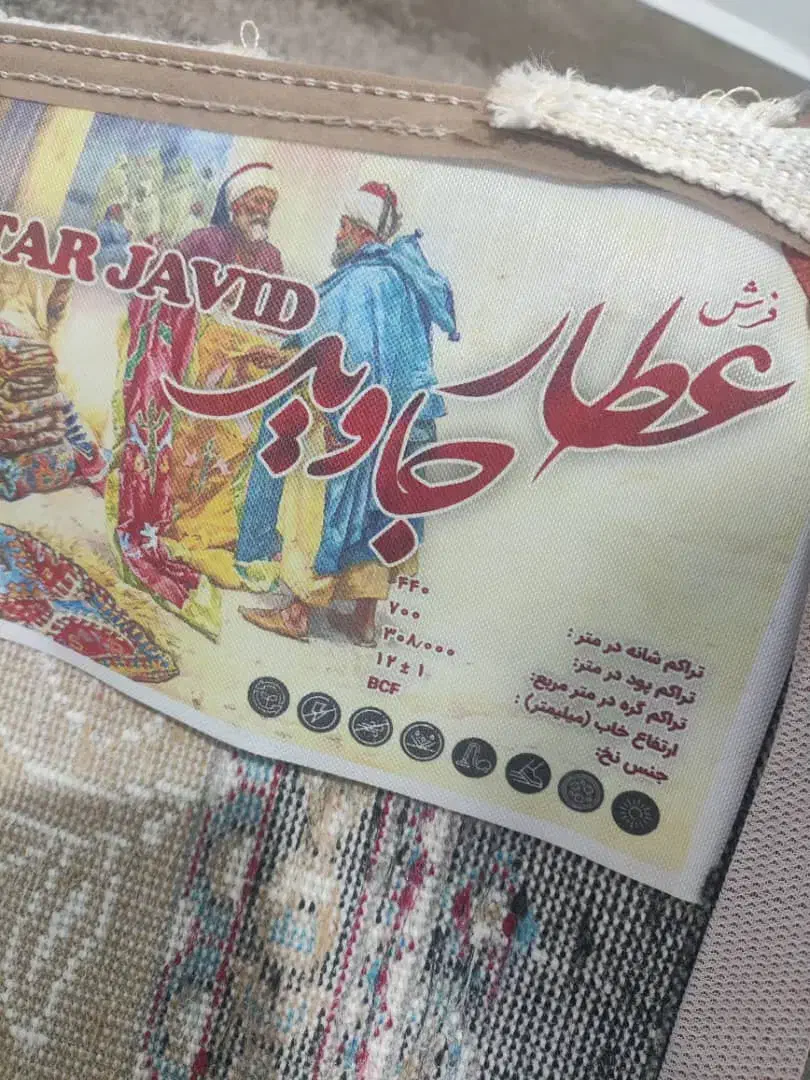 TAR JAVID
فرش
عطار
جاوید
تراکم شانه در متر : ۴۴۰
تراکم پود در متر: ۷۰۰
تراکم گره در متر مربع: ۳۰۸/۰۰۰
ارتفاع خاب (میلیمتر) : ۱۲ ± ۱
جنس نخ: BCF